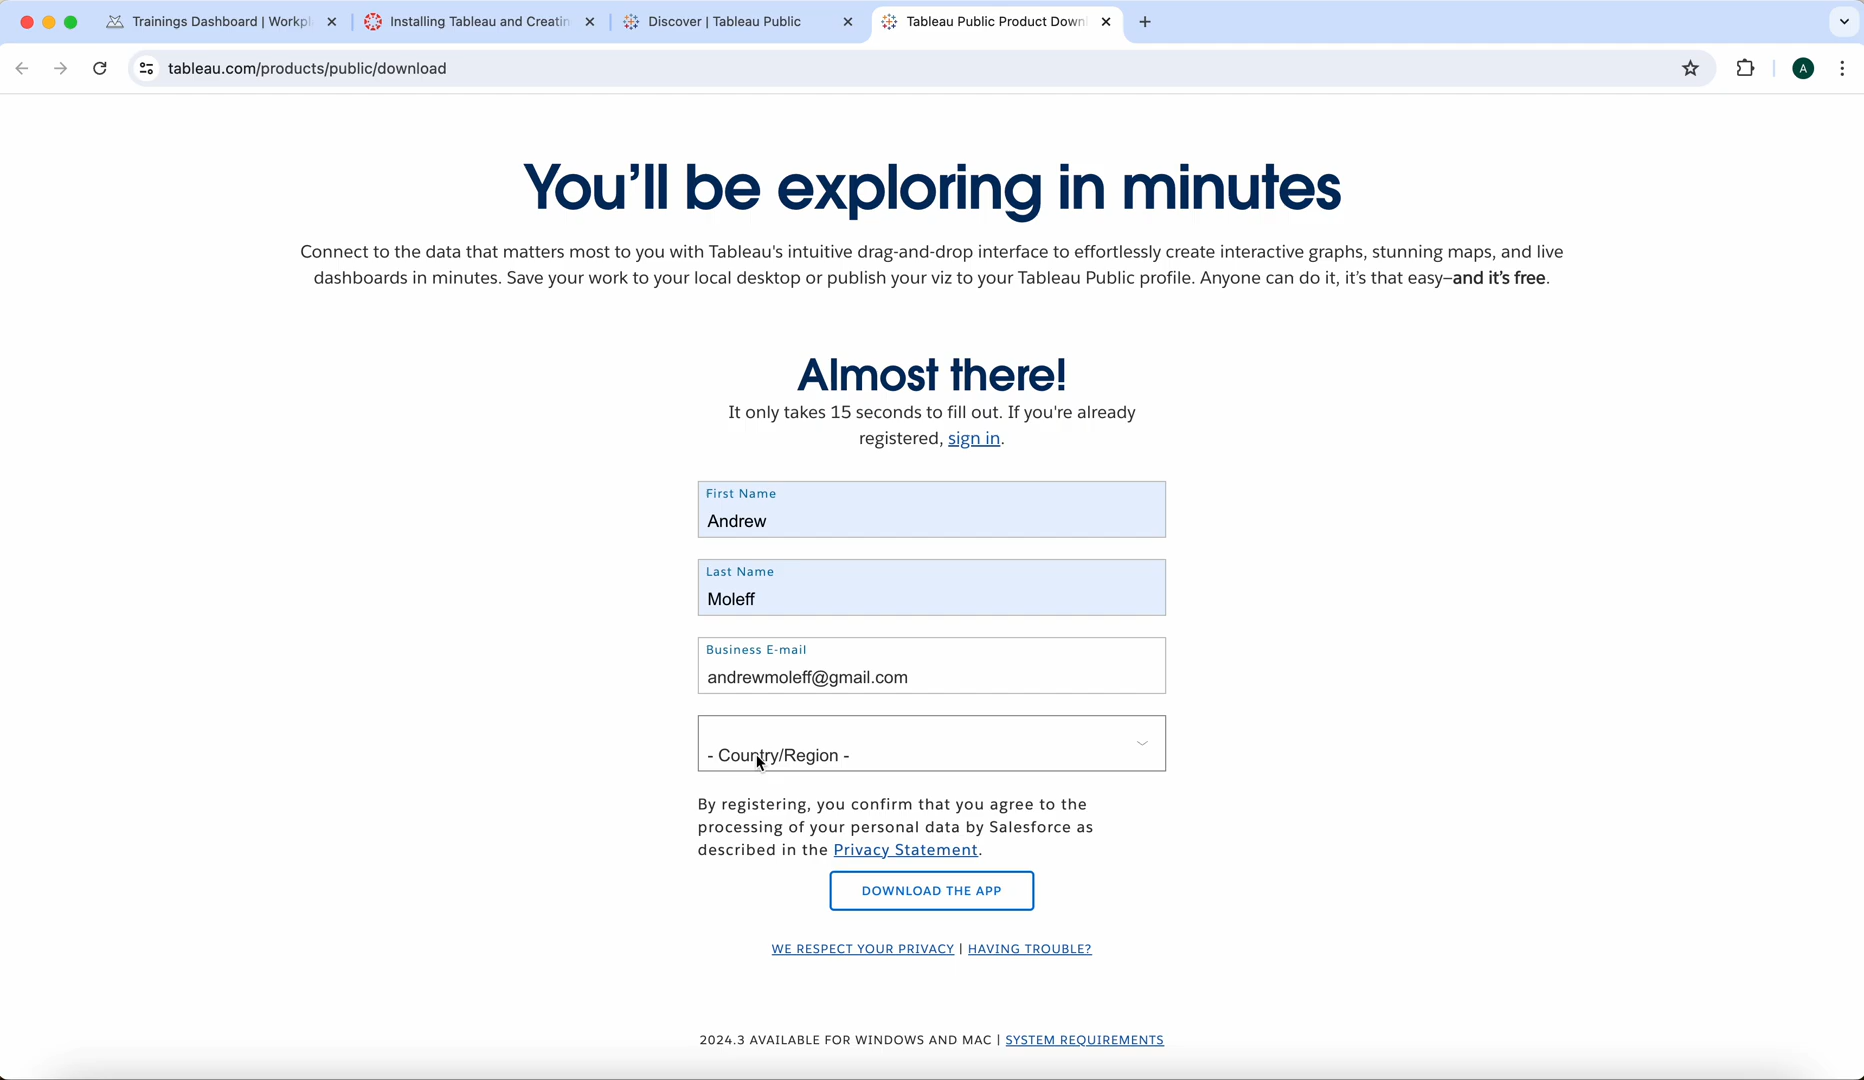 Trainings Dashboard | Workpl
Installing Tableau and Creatin
Discover | Tableau Public
Tableau Public Product Down
tableau.com/products/public/download
A
You'll be exploring in minutes
Connect to the data that matters most to you with Tableau's intuitive drag-and-drop interface to effortlessly create interactive graphs, stunning maps, and live
dashboards in minutes. Save your work to your local desktop or publish your viz to your Tableau Public profile. Anyone can do it, it's that easy—and it's free.
Almost there!
It only takes 15 seconds to fill out. If you're already
registered, sign in.
First Name
Andrew
Last Name
Moleff
Business E-mail
andrewmoleff@gmail.com
- Country/Region -
By registering, you confirm that you agree to the
processing of your personal data by Salesforce as
described in the Privacy Statement.
DOWNLOAD THE APP
WE RESPECT YOUR PRIVACY | HAVING TROUBLE?
2024.3 AVAILABLE FOR WINDOWS AND MAC | SYSTEM REQUIREMENTS